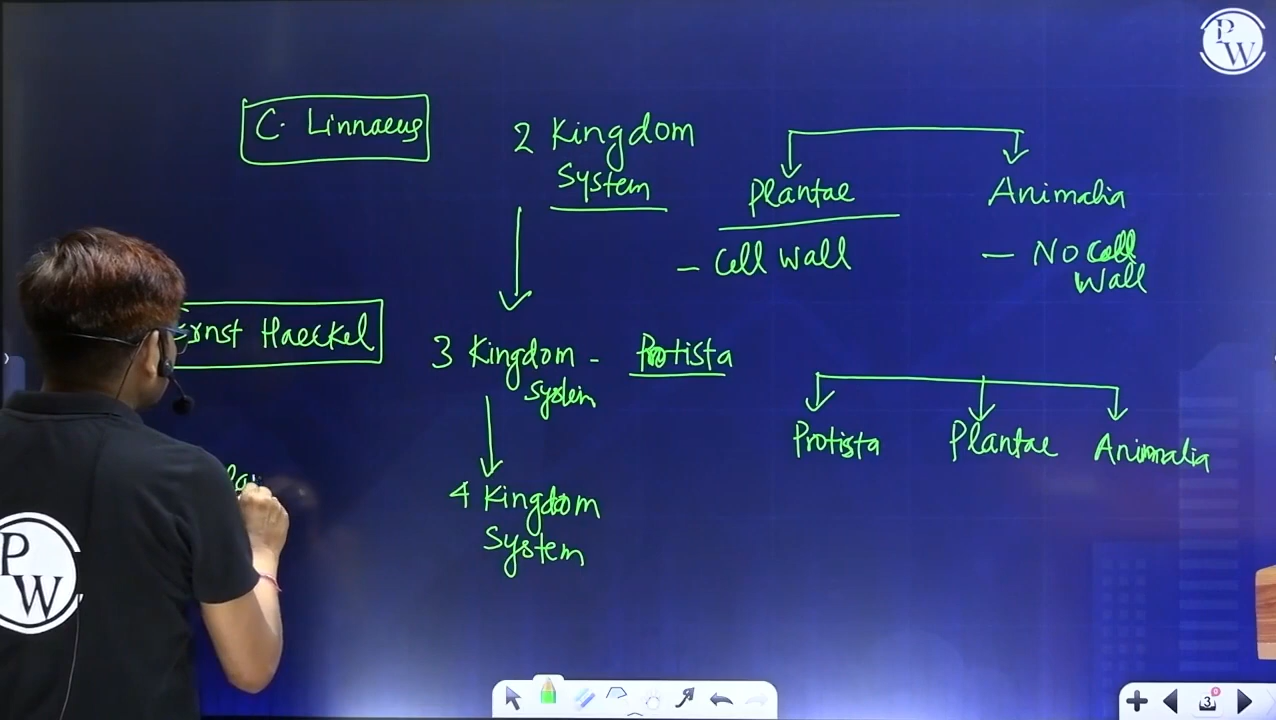 PW
C. Linnaeus
2 Kingdom
System
Plantae
Animalia
- Cell Wall
- No Cell
Wall
Ernst Haeckel
3 Kingdom - Protista
System
Protista
Plantae
Animalia
4 Kingdom
System
PW
3